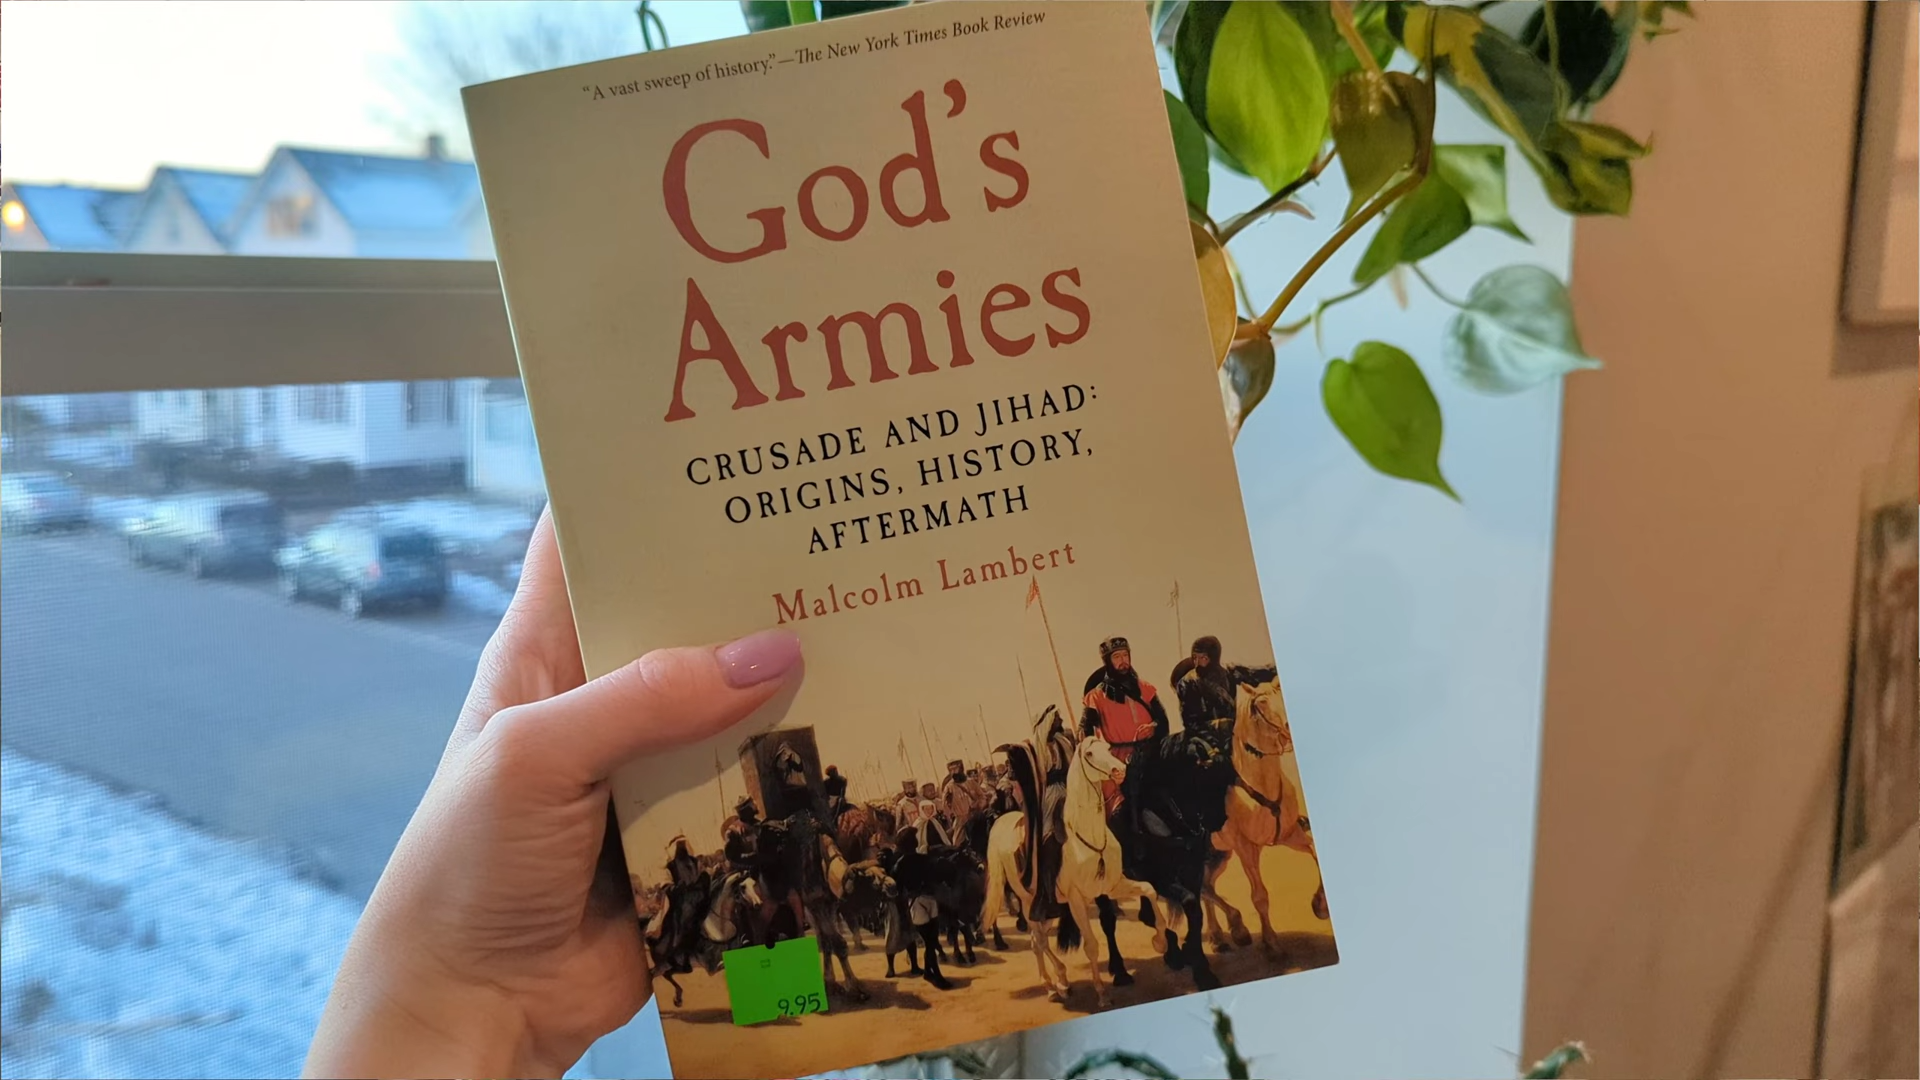 “A vast sweep of history.”—The New York Times Book Review
God’s
Armies
CRUSADE AND JIHAD:
ORIGINS, HISTORY,
AFTERMATH
Malcolm Lambert
9.95